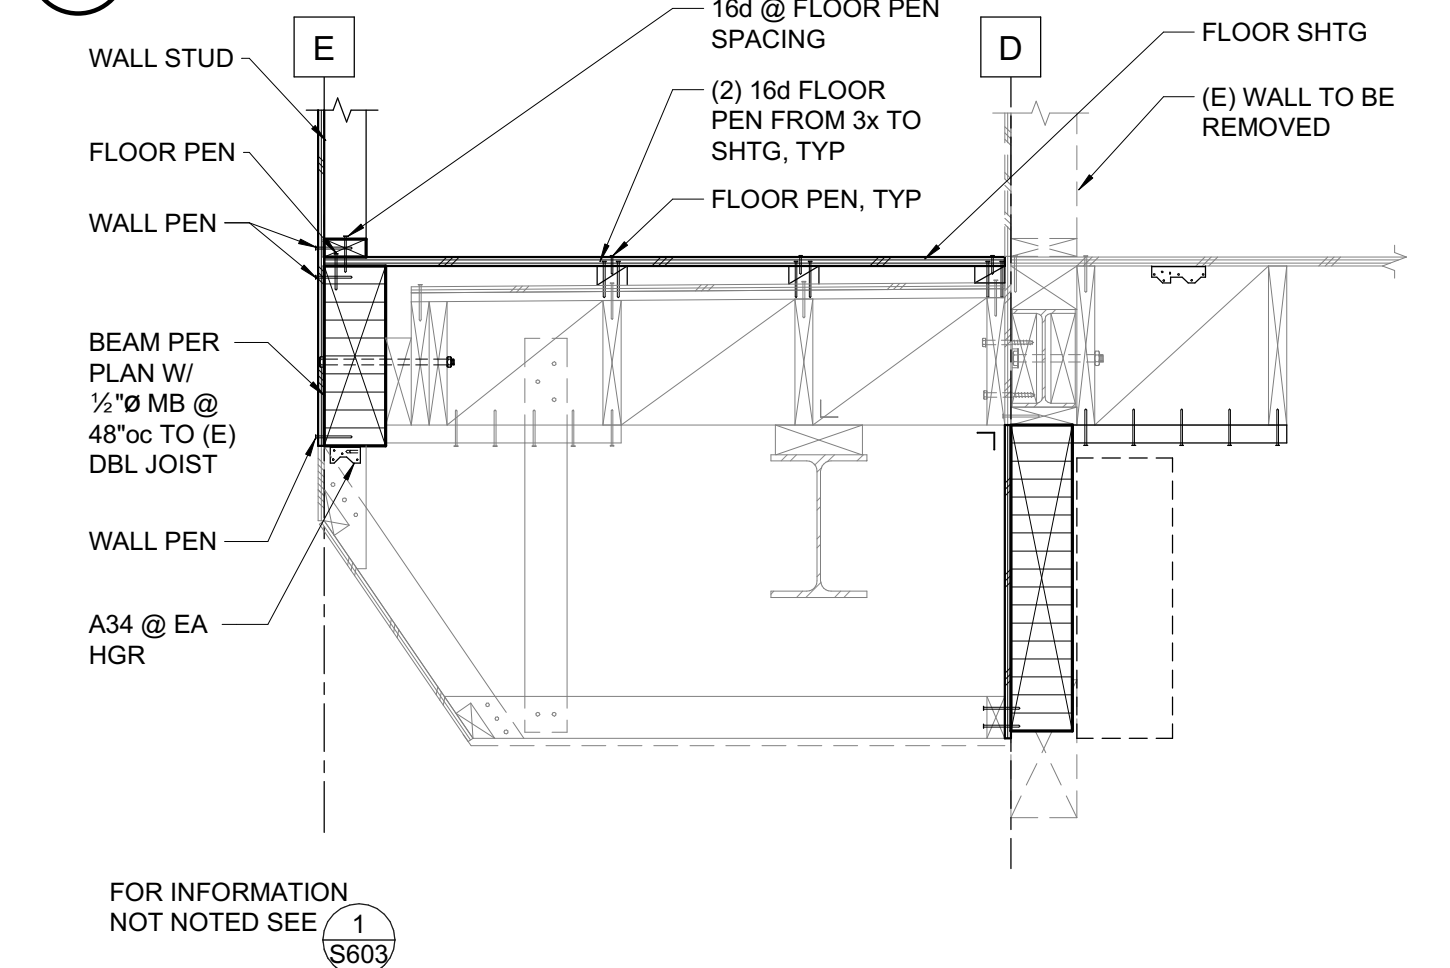 16d @ FLOOR PEN
SPACING
WALL STUD
E
D
FLOOR SHTG
(2) 16d FLOOR
PEN FROM 3x TO
SHTG, TYP
(E) WALL TO BE
REMOVED
FLOOR PEN
WALL PEN
FLOOR PEN, TYP
BEAM PER
PLAN W/
½"Ø MB @
48"oc TO (E)
DBL JOIST
WALL PEN
A34 @ EA
HGR
FOR INFORMATION
NOT NOTED SEE
1
S603